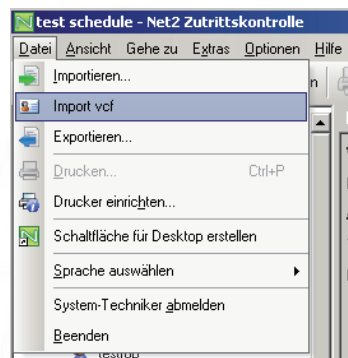 test schedule - Net2 Zutrittskontrolle
Datei Ansicht Gehe zu Extras Optionen Hilfe
Importieren...
Import vcf
Exportieren...
Drucken... Ctrl+P
Drucker einrichten...
Schaltfläche für Desktop erstellen
Sprache auswählen
System-Techniker abmelden
Beenden